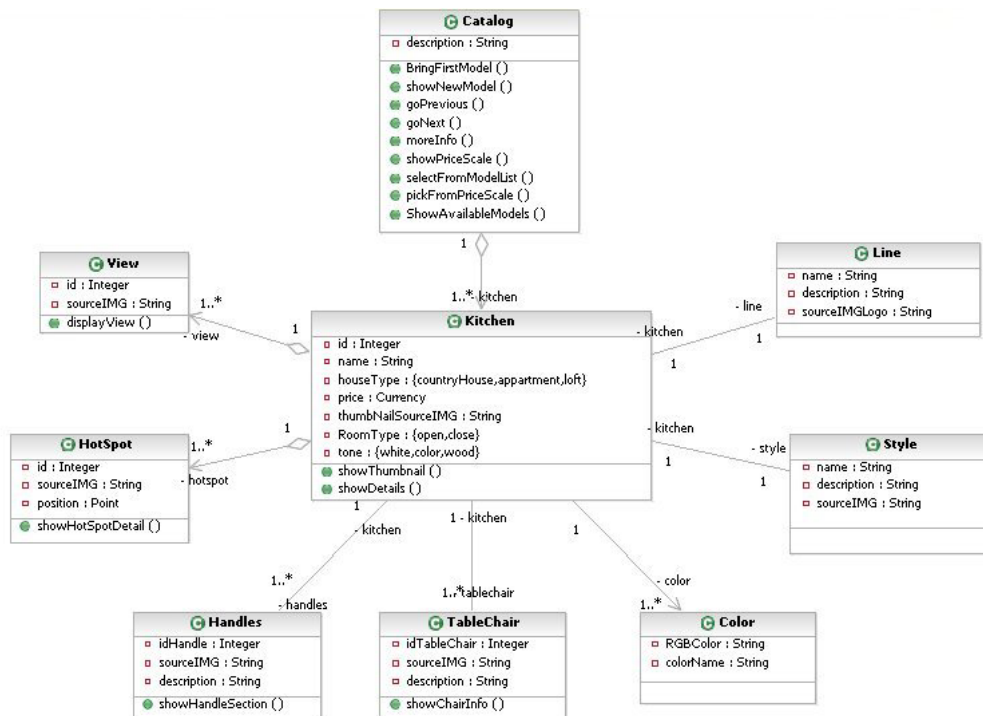 Catalog
description : String
BringFirstModel ()
showNewModel ()
goPrevious ()
goNext ()
moreInfo ()
showPriceScale ()
selectFromModelList ()
pickFromPriceScale ()
ShowAvailableModels ()
1
1..* - kitchen
View
id : Integer
sourceIMG : String
displayView ()
1..*
- view
1
Line
name : String
description : String
sourceIMGLogo : String
- line
1
- kitchen
1
Kitchen
id : Integer
name : String
houseType : {countryHouse,appartment,loft}
price : Currency
thumbNailSourceIMG : String
RoomType : {open,close}
tone : {white,color,wood}
showThumbnail ()
showDetails ()
HotSpot
id : Integer
sourceIMG : String
position : Point
showHotSpotDetail ()
1..*
- hotspot
1
- kitchen
1
- style
1
Style
name : String
description : String
sourceIMG : String
1
- kitchen
1..*
- handles
1 - kitchen
1..* tablechair
1
- color
1..*
Handles
idHandle : Integer
sourceIMG : String
description : String
showHandleSection ()
TableChair
idTableChair : Integer
sourceIMG : String
description : String
showChairInfo ()
Color
RGBColor : String
colorName : String